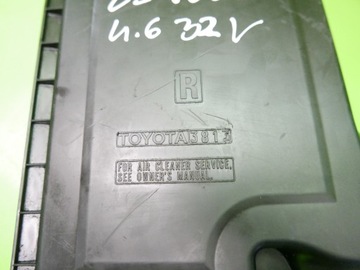 4.6 32V
R
TOYOTA
FOR AIR CLEANER SERVICE,
SEE OWNER'S MANUAL